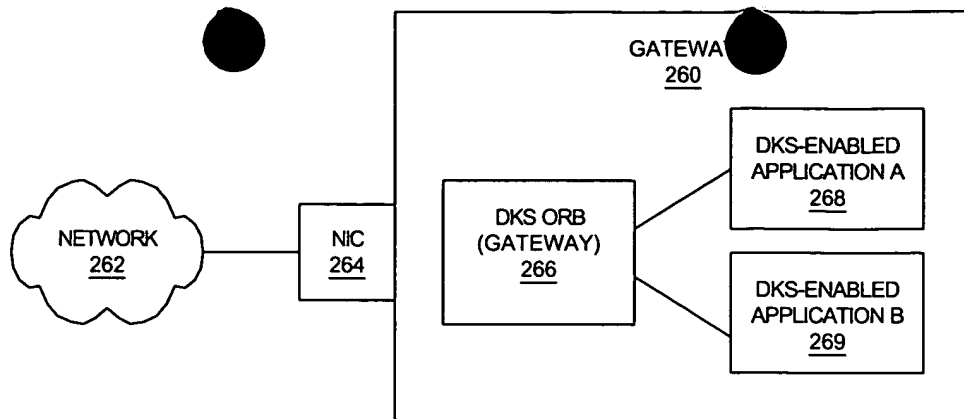 GATEWA
260
DKS-ENABLED
APPLICATION A
268
NETWORK
262
NIC
264
DKS ORB
(GATEWAY)
266
DKS-ENABLED
APPLICATION B
269